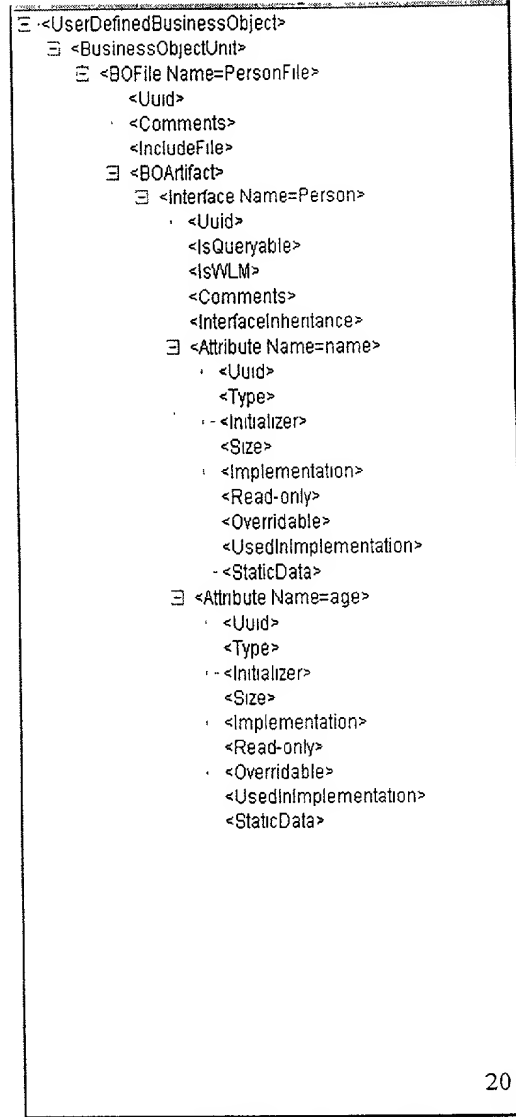 <UserDefinedBusinessObject>
<BusinessObjectUnit>
<BOFile Name=PersonFile>
<Uuid>
<Comments>
<IncludeFile>
<BOArtifact>
<Interface Name=Person>
<Uuid>
<IsQueryable>
<IsWLM>
<Comments>
<InterfaceInheritance>
<Attribute Name=name>
<Uuid>
<Type>
<Initializer>
<Size>
<Implementation>
<Read-only>
<Overridable>
<UsedInImplementation>
<StaticData>
<Attribute Name=age>
<Uuid>
<Type>
<Initializer>
<Size>
<Implementation>
<Read-only>
<Overridable>
<UsedInImplementation>
<StaticData>
20